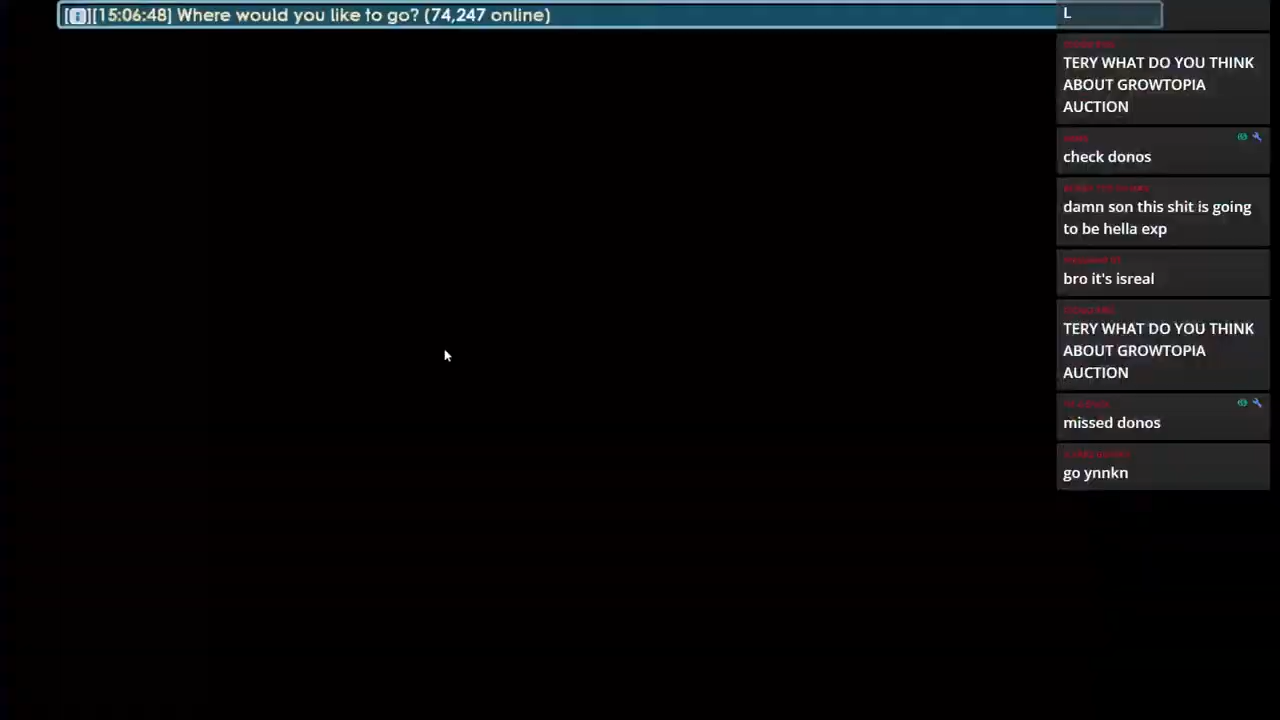 [i][15:06:48] Where would you like to go? (74,247 online)
L
TERY WHAT DO YOU THINK
ABOUT GROWTOPIA
AUCTION
check donos
damn son this shit is going
to be hella exp
bro it's isreal
TERY WHAT DO YOU THINK
ABOUT GROWTOPIA
AUCTION
missed donos
go ynnkn